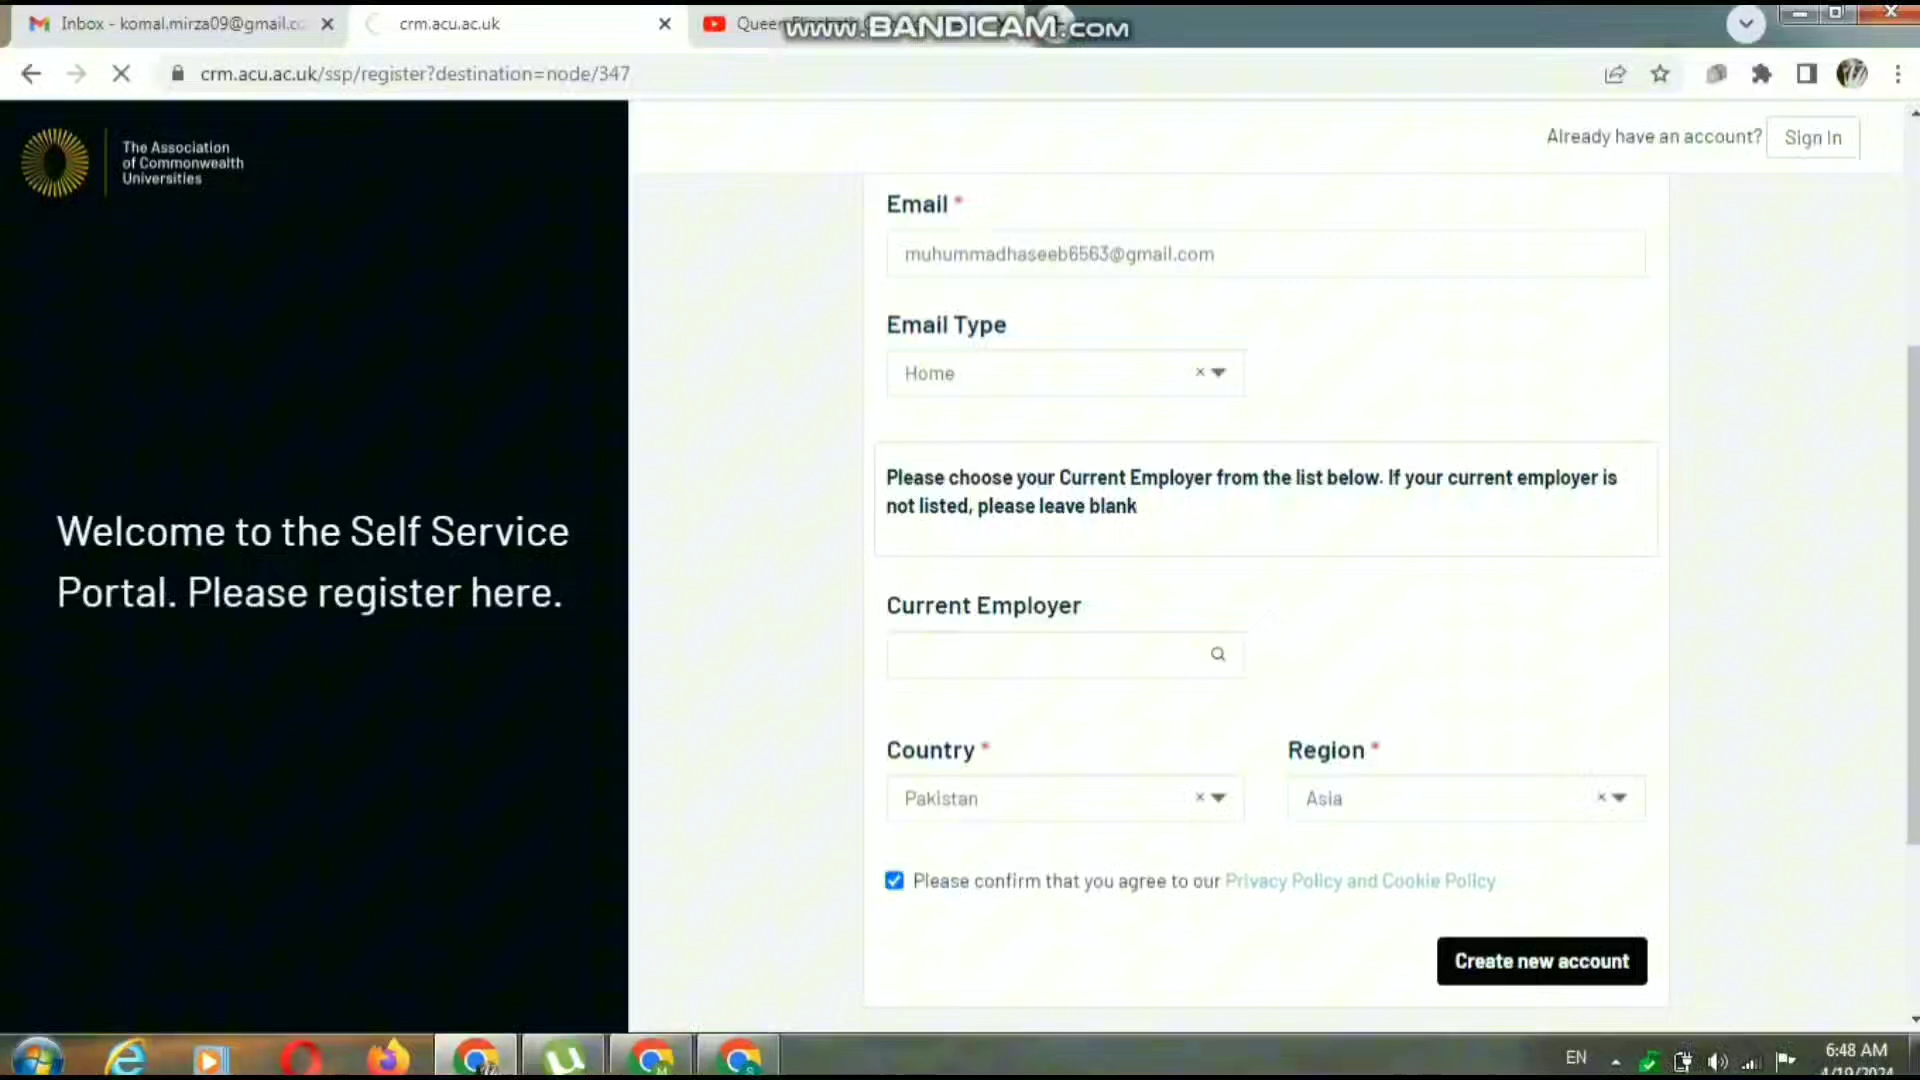 Inbox - komal.mirza09@gmail.co
crm.acu.ac.uk
www.BANDICAM.com
crm.acu.ac.uk/ssp/register?destination=node/347
The Association
of Commonwealth
Universities
Already have an account? Sign In
Email *
muhummadhaseeb6563@gmail.com
Email Type
Home
Please choose your Current Employer from the list below. If your current employer is
not listed, please leave blank
Welcome to the Self Service
Portal. Please register here.
Current Employer
Country *
Region *
Pakistan
Asia
Please confirm that you agree to our Privacy Policy and Cookie Policy
Create new account
EN
6:48 AM
4/19/2024